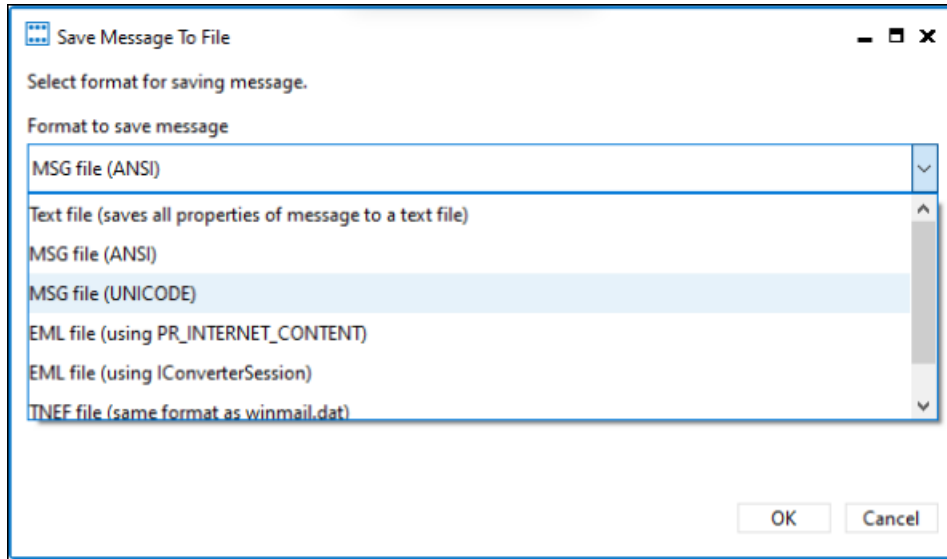 Save Message To File
Select format for saving message.
Format to save message
MSG file (ANSI)
Text file (saves all properties of message to a text file)
MSG file (ANSI)
MSG file (UNICODE)
EML file (using PR_INTERNET_CONTENT)
EML file (using IConverterSession)
TNEF file (same format as winmail.dat)
OK Cancel